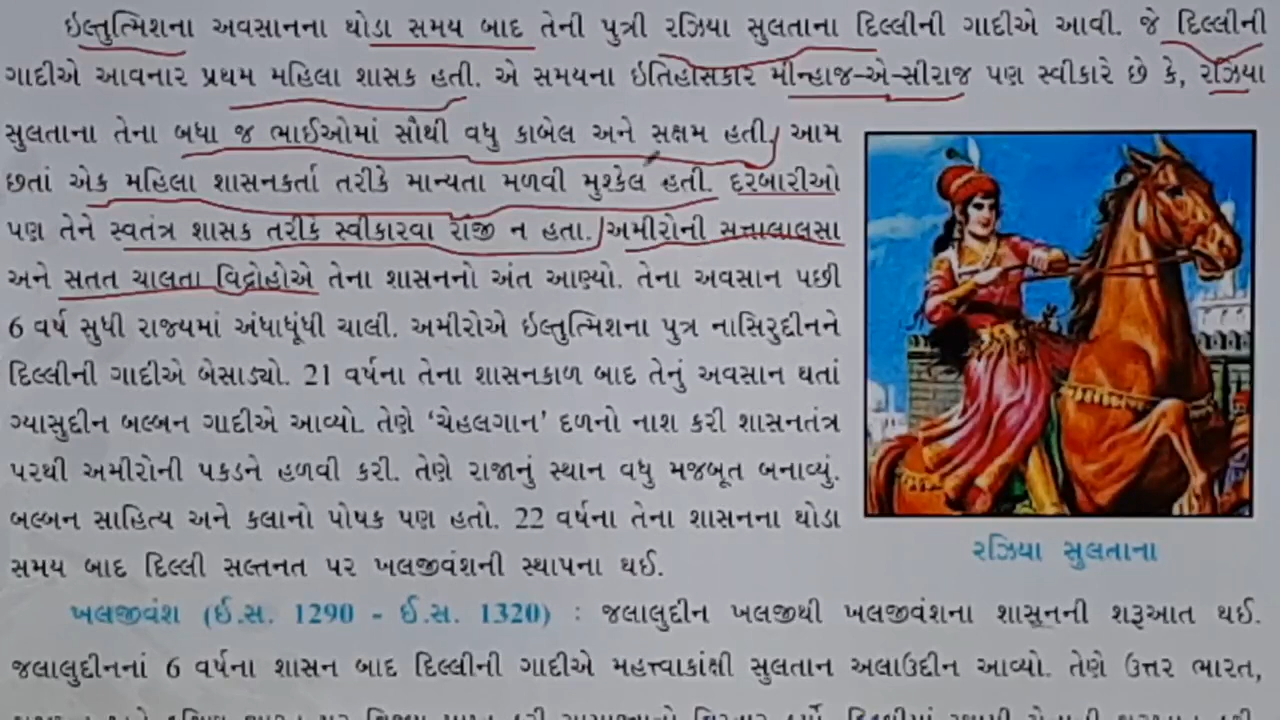 ઇલ્તુત્મિશના અવસાનના થોડા સમય બાદ તેની પુત્રી રઝિયા સુલતાના દિલ્લીની ગાદીએ આવી. જે દિલ્લીની
ગાદીએ આવનાર પ્રથમ મહિલા શાસક હતી. એ સમયના ઇતિહાસકાર મીન્હાજ-એ-સીરાજ પણ સ્વીકારે છે કે, રઝિયા
સુલતાના તેના બધા જ ભાઈઓમાં સૌથી વધુ કાબેલ અને સક્ષમ હતી. આમ
છતાં એક મહિલા શાસનકર્તા તરીકે માન્યતા મળવી મુશ્કેલ હતી. દરબારીઓ
પણ તેને સ્વતંત્ર શાસક તરીકે સ્વીકારવા રાજી ન હતા. અમીરોની સત્તાલાલસા
અને સતત ચાલતા વિદ્રોહોએ તેના શાસનનો અંત આણ્યો. તેના અવસાન પછી
6 વર્ષ સુધી રાજ્યમાં અંધાધૂંધી ચાલી. અમીરોએ ઇલ્તુત્મિશના પુત્ર નાસિરુદ્દીનને
દિલ્લીની ગાદીએ બેસાડ્યો. 21 વર્ષના તેના શાસનકાળ બાદ તેનું અવસાન થતાં
ગ્યાસુદ્દીન બલ્બન ગાદીએ આવ્યો. તેણે ‘ચેહલગાન’ દળનો નાશ કરી શાસનતંત્ર
પરથી અમીરોની પકડને હળવી કરી. તેણે રાજાનું સ્થાન વધુ મજબૂત બનાવ્યું.
બલ્બન સાહિત્ય અને કલાનો પોષક પણ હતો. 22 વર્ષના તેના શાસનના થોડા
સમય બાદ દિલ્લી સલ્તનત પર ખલજીવંશની સ્થાપના થઈ.
રઝિયા સુલતાના
ખલજીવંશ (ઈ.સ. 1290 - ઈ.સ. 1320) : જલાલુદ્દીન ખલજીથી ખલજીવંશના શાસનની શરૂઆત થઈ.
જલાલુદ્દીનનાં 6 વર્ષના શાસન બાદ દિલ્લીની ગાદીએ મહત્ત્વાકાંક્ષી સુલતાન અલાઉદ્દીન આવ્યો. તેણે ઉત્તર ભારત,